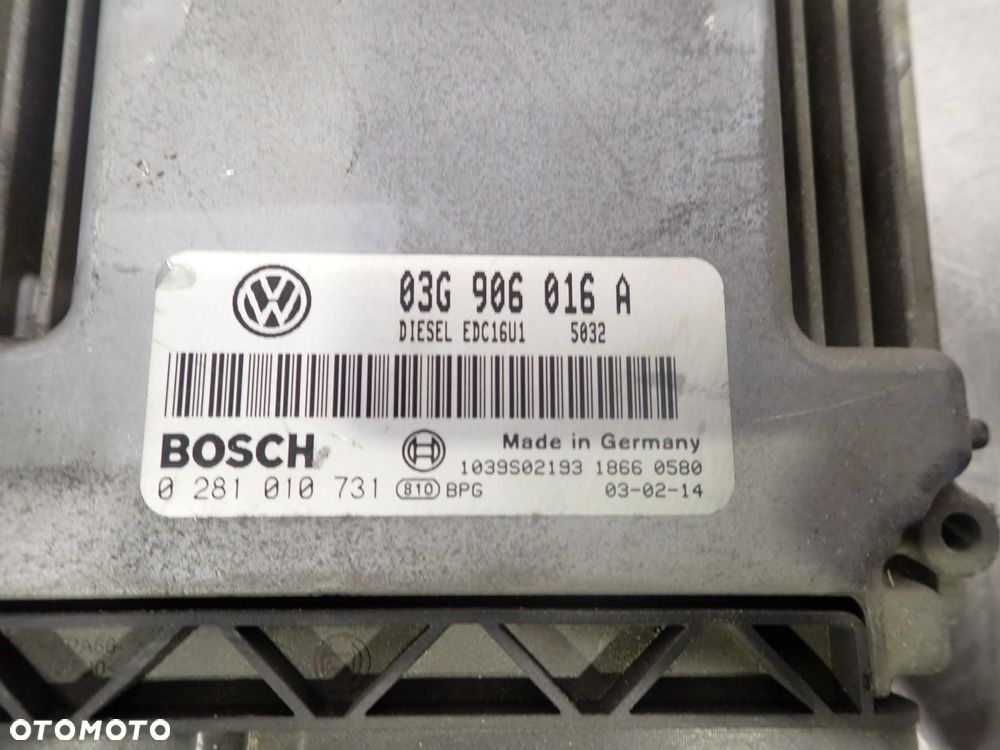 03G 906 016 A
DIESEL EDC16U1 5032
BOSCH
Made in Germany
1039S02193 1866 0580
0 281 010 731 810 BPG 03-02-14
OTOMOTO